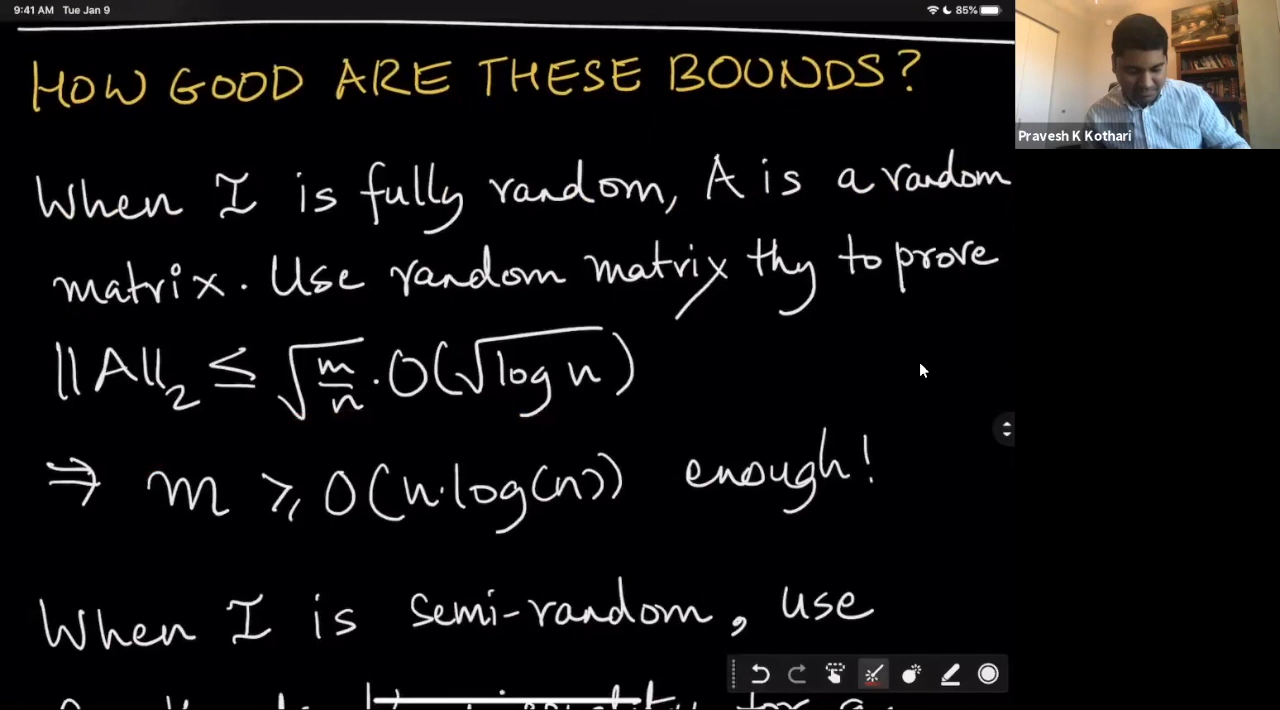 9:41 AM Tue Jan 9
85%
HOW GOOD ARE THESE BOUNDS?
Pravesh K Kothari
When I is fully random, A is a random
matrix. Use random matrix thy to prove
||A||₂ ≤ √(m/n) · O(√log n)
⇒ m ≥ O(n·log(n)) enough!
When I is semi-random, use
for a